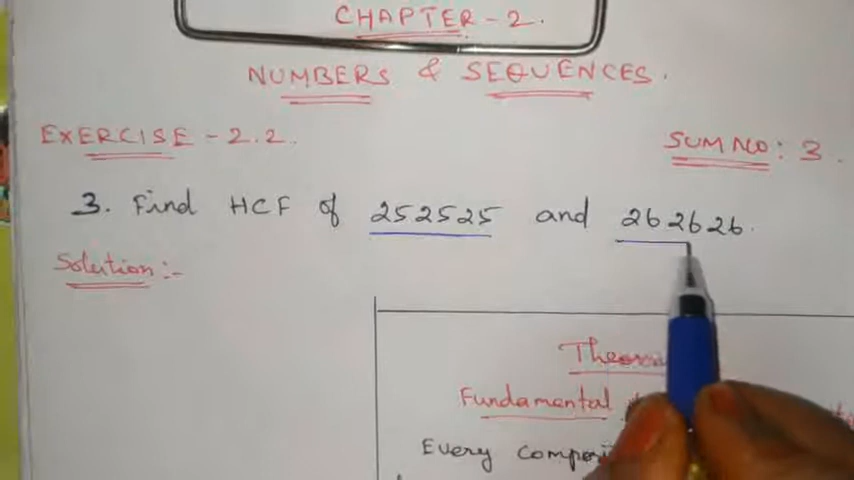 CHAPTER - 2.
NUMBERS & SEQUENCES.
EXERCISE - 2.2.
SUM NO: 3.
3. Find HCF of 252525 and 262626.
Solution :-
Fundamental
Every